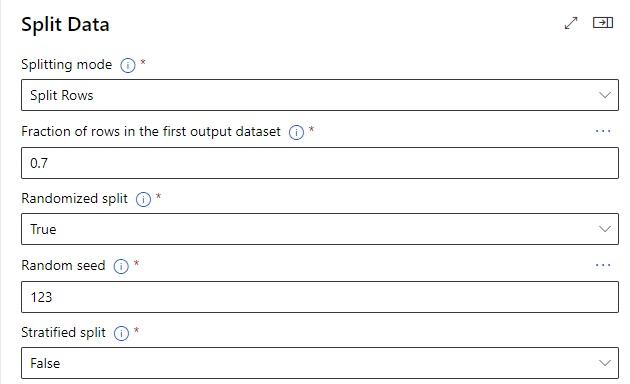 Split Data
Splitting mode *
Split Rows
Fraction of rows in the first output dataset *
0.7
Randomized split *
True
Random seed *
123
Stratified split *
False